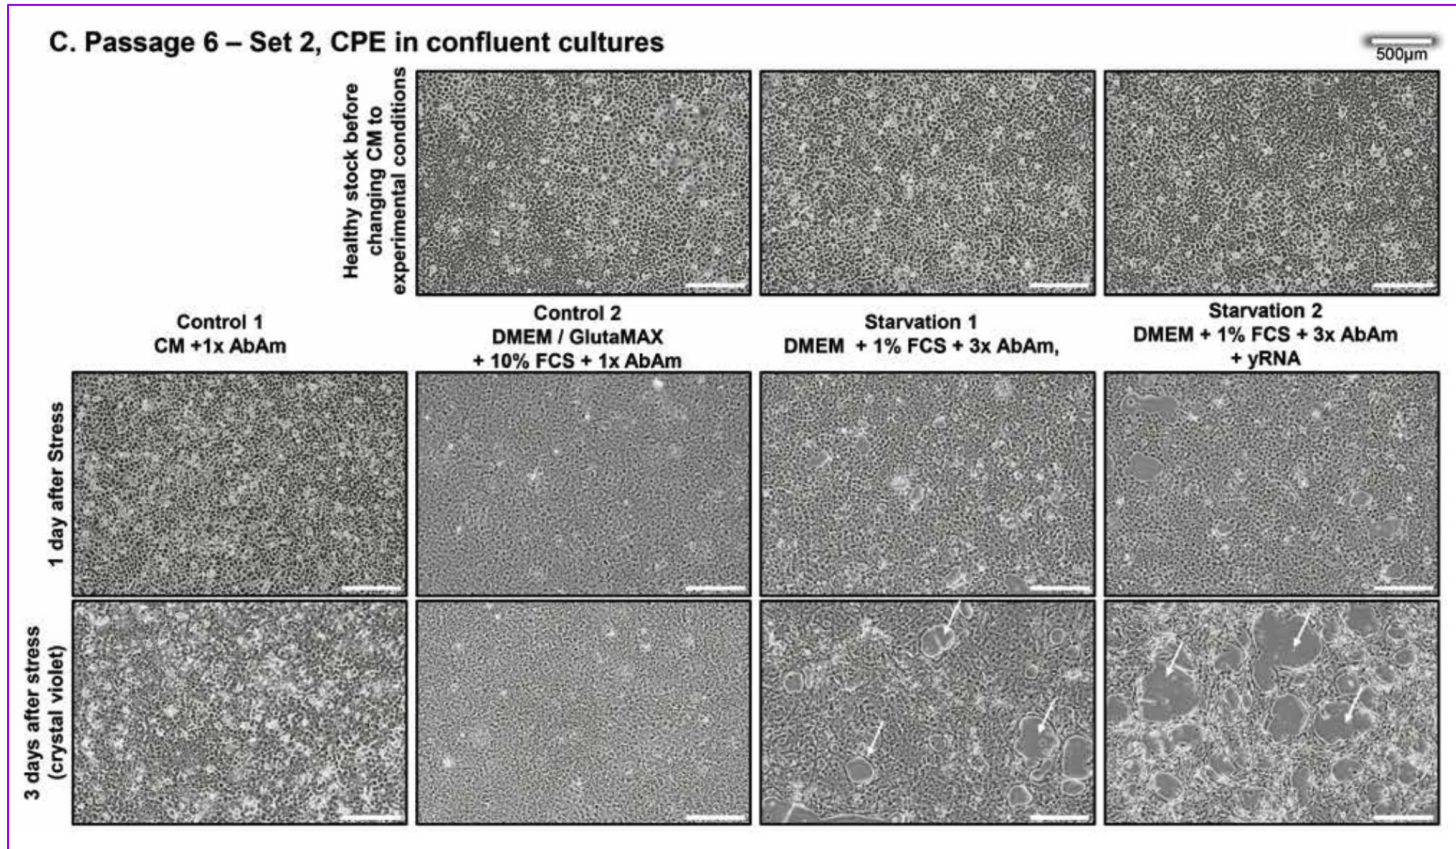 C. Passage 6 – Set 2, CPE in confluent cultures
500µm
Healthy stock before
changing CM to
experimental conditions
Control 1
CM +1x AbAm
Control 2
DMEM / GlutaMAX
+ 10% FCS + 1x AbAm
Starvation 1
DMEM + 1% FCS + 3x AbAm,
Starvation 2
DMEM + 1% FCS + 3x AbAm
+ yRNA
1 day after Stress
3 days after stress
(crystal violet)